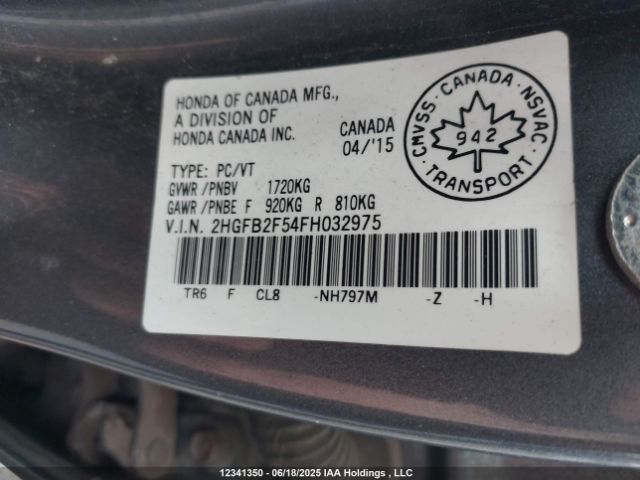 HONDA OF CANADA MFG.,
A DIVISION OF
HONDA CANADA INC.
CANADA
04/'15
CMVSS · CANADA · NSVAC
942
TRANSPORT
TYPE: PC/VT
GVWR /PNBV 1720KG
GAWR /PNBE F 920KG R 810KG
V.I.N. 2HGFB2F54FH032975
TR6 F CL8 -NH797M -Z -H
12341350 - 06/18/2025 IAA Holdings , LLC